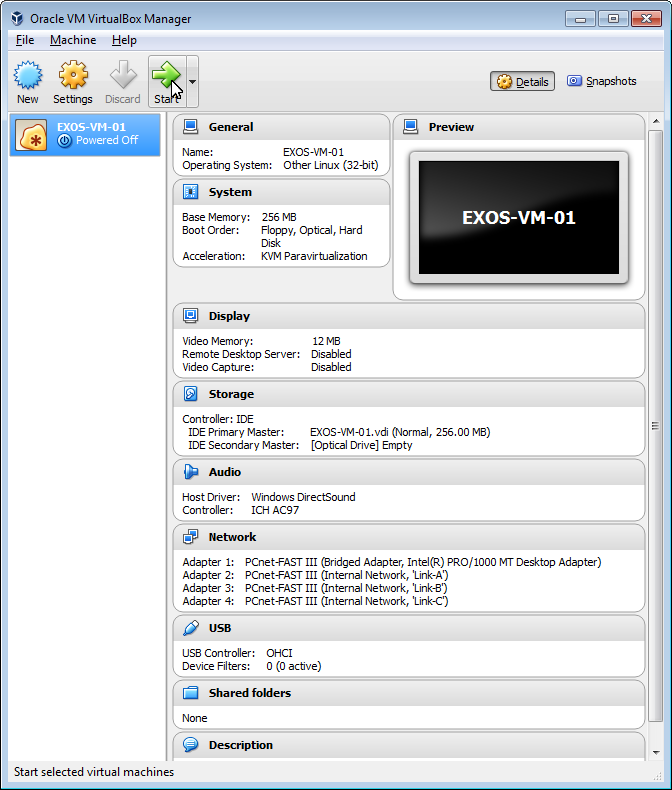 Oracle VM VirtualBox Manager
File Machine Help
New Settings Discard Start Details Snapshots
EXOS-VM-01
Powered Off
General
Name: EXOS-VM-01
Operating System: Other Linux (32-bit)
System
Base Memory: 256 MB
Boot Order: Floppy, Optical, Hard
Disk
Acceleration: KVM Paravirtualization
Preview
EXOS-VM-01
Display
Video Memory: 12 MB
Remote Desktop Server: Disabled
Video Capture: Disabled
Storage
Controller: IDE
IDE Primary Master: EXOS-VM-01.vdi (Normal, 256.00 MB)
IDE Secondary Master: [Optical Drive] Empty
Audio
Host Driver: Windows DirectSound
Controller: ICH AC97
Network
Adapter 1: PCnet-FAST III (Bridged Adapter, Intel(R) PRO/1000 MT Desktop Adapter)
Adapter 2: PCnet-FAST III (Internal Network, 'Link-A')
Adapter 3: PCnet-FAST III (Internal Network, 'Link-B')
Adapter 4: PCnet-FAST III (Internal Network, 'Link-C')
USB
USB Controller: OHCI
Device Filters: 0 (0 active)
Shared folders
None
Description
Start selected virtual machines